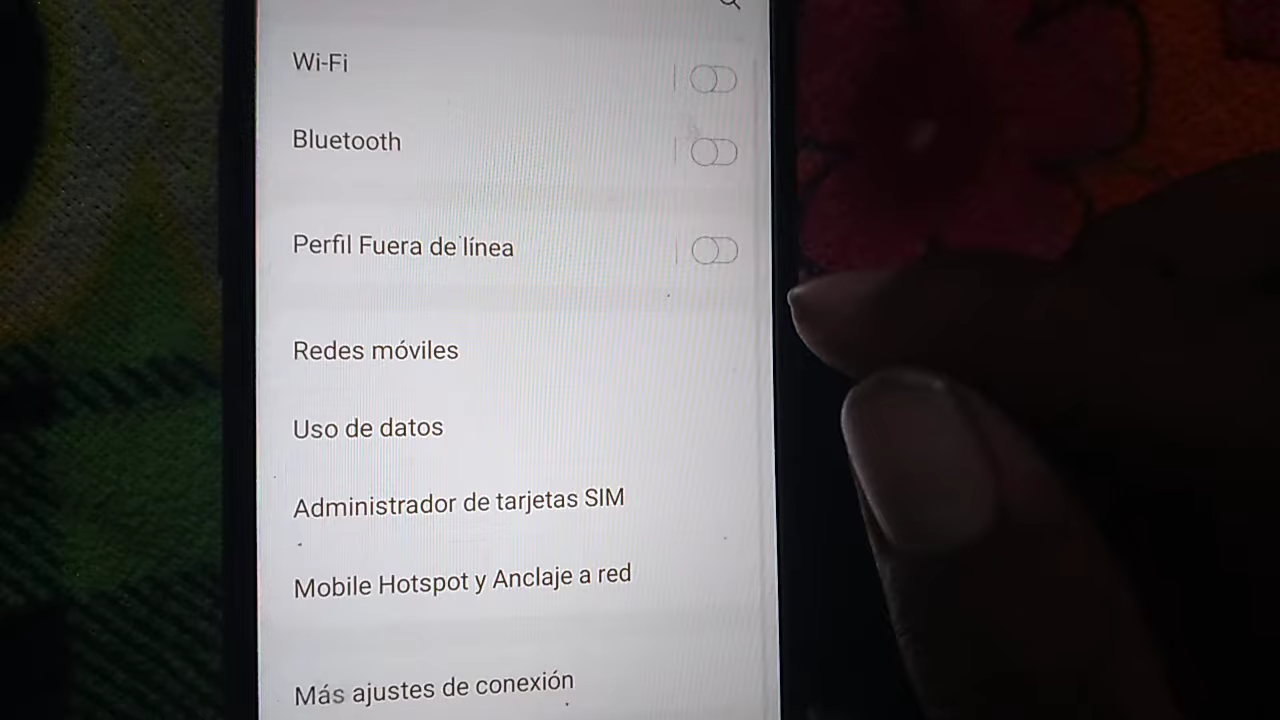 Wi-Fi
Bluetooth
Perfil Fuera de línea
Redes móviles
Uso de datos
Administrador de tarjetas SIM
Mobile Hotspot y Anclaje a red
Más ajustes de conexión